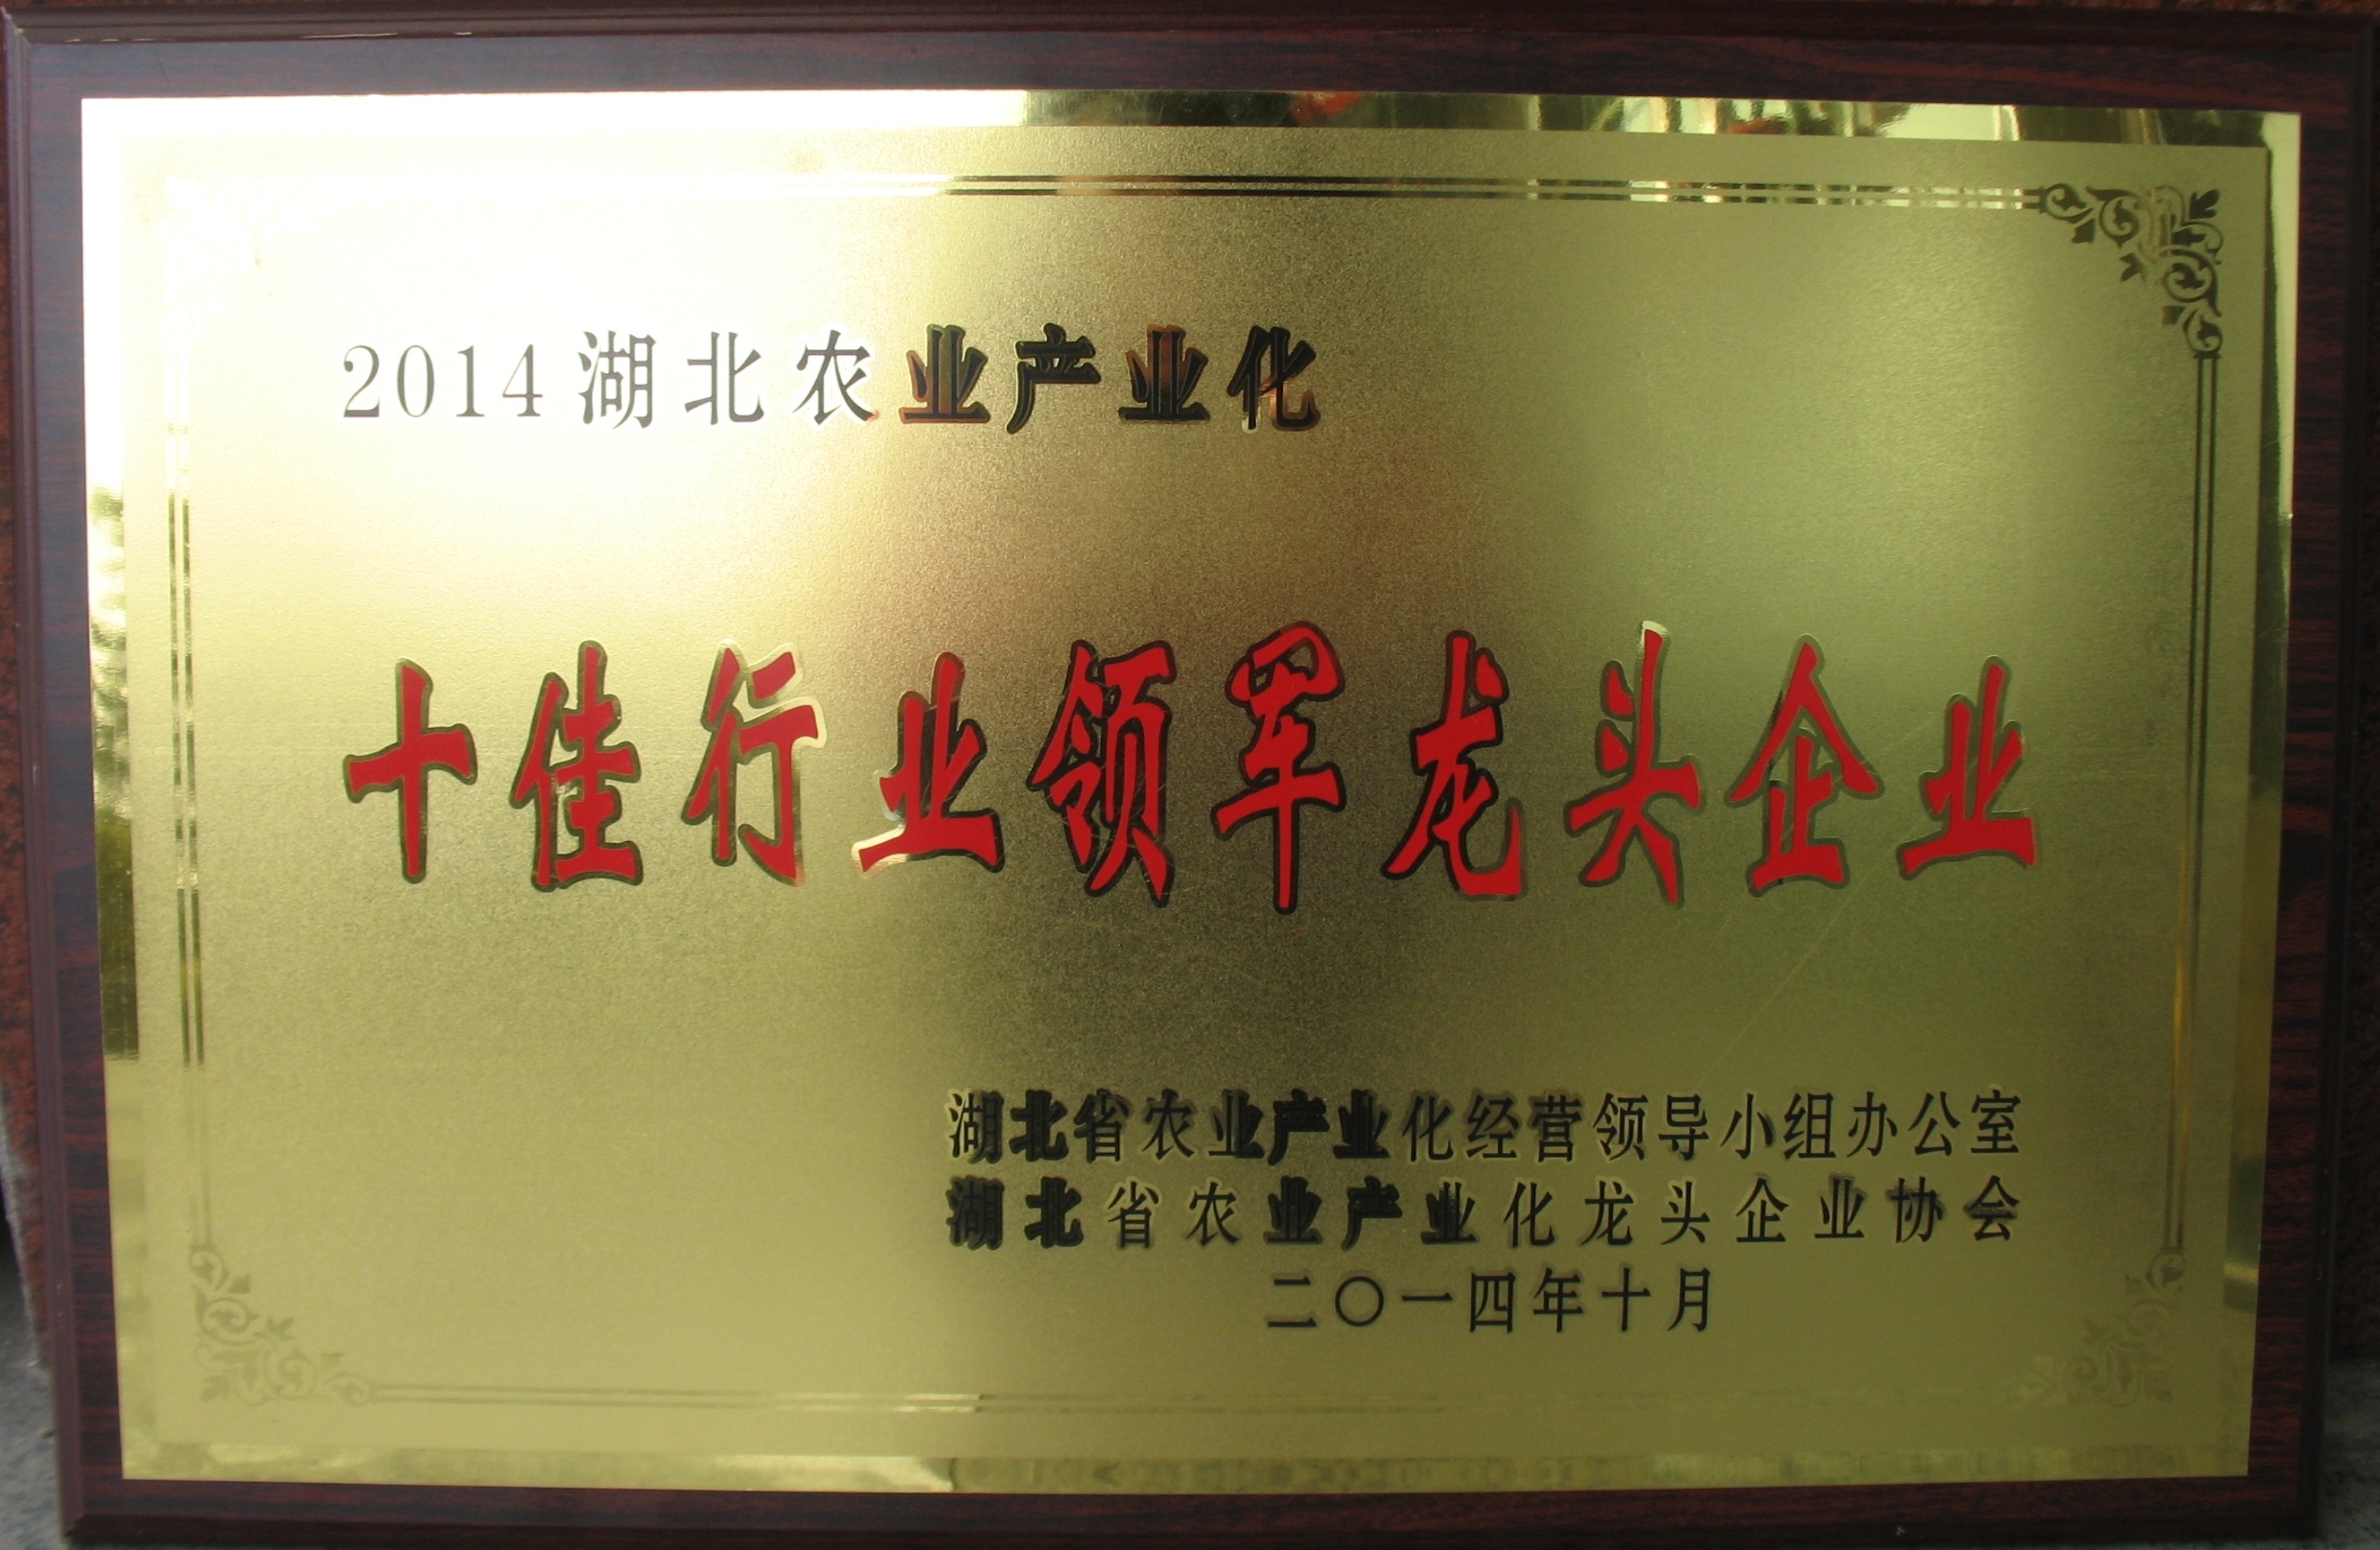 2014湖北农业产业化
十佳行业领军龙头企业
湖北省农业产业化经营领导小组办公室
湖北省农业产业化龙头企业协会
二〇一四年十月